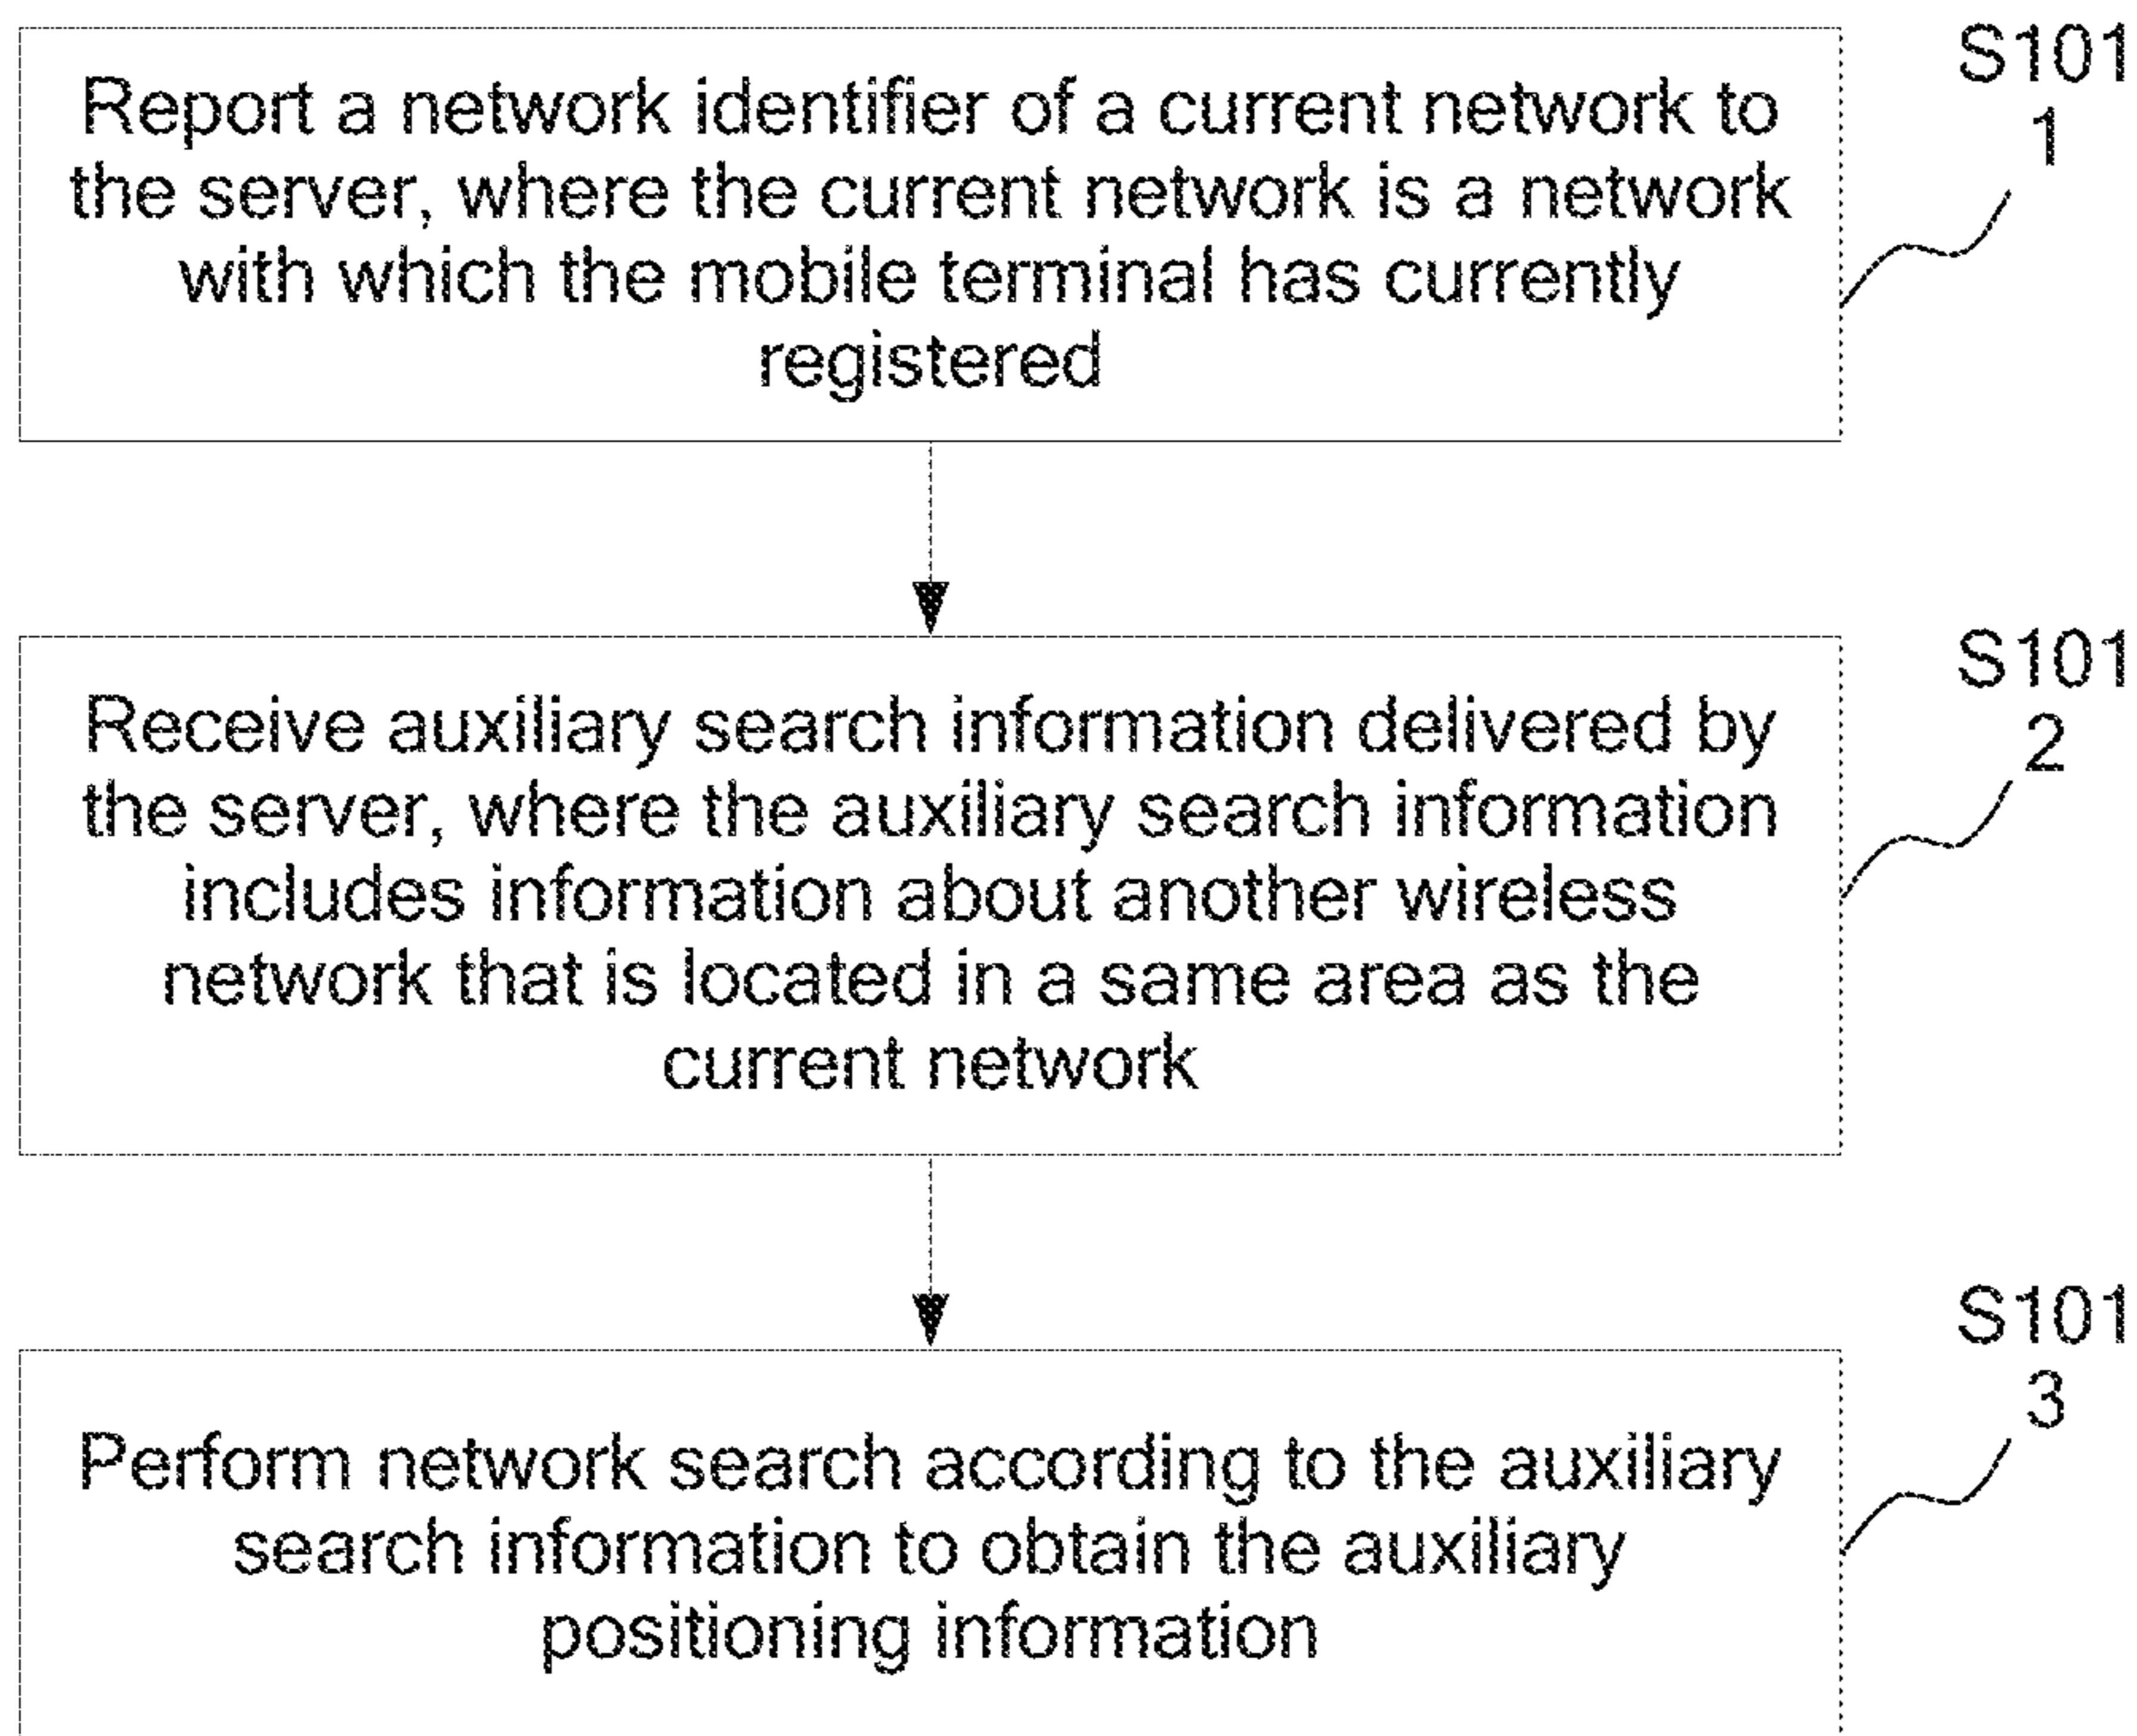 Report a network identifier of a current network to
the server, where the current network is a network
with which the mobile terminal has currently
registered
S101
1
Receive auxiliary search information delivered by
the server, where the auxiliary search information
includes information about another wireless
network that is located in a same area as the
current network
S101
2
Perform network search according to the auxiliary
search information to obtain the auxiliary
positioning information
S101
3